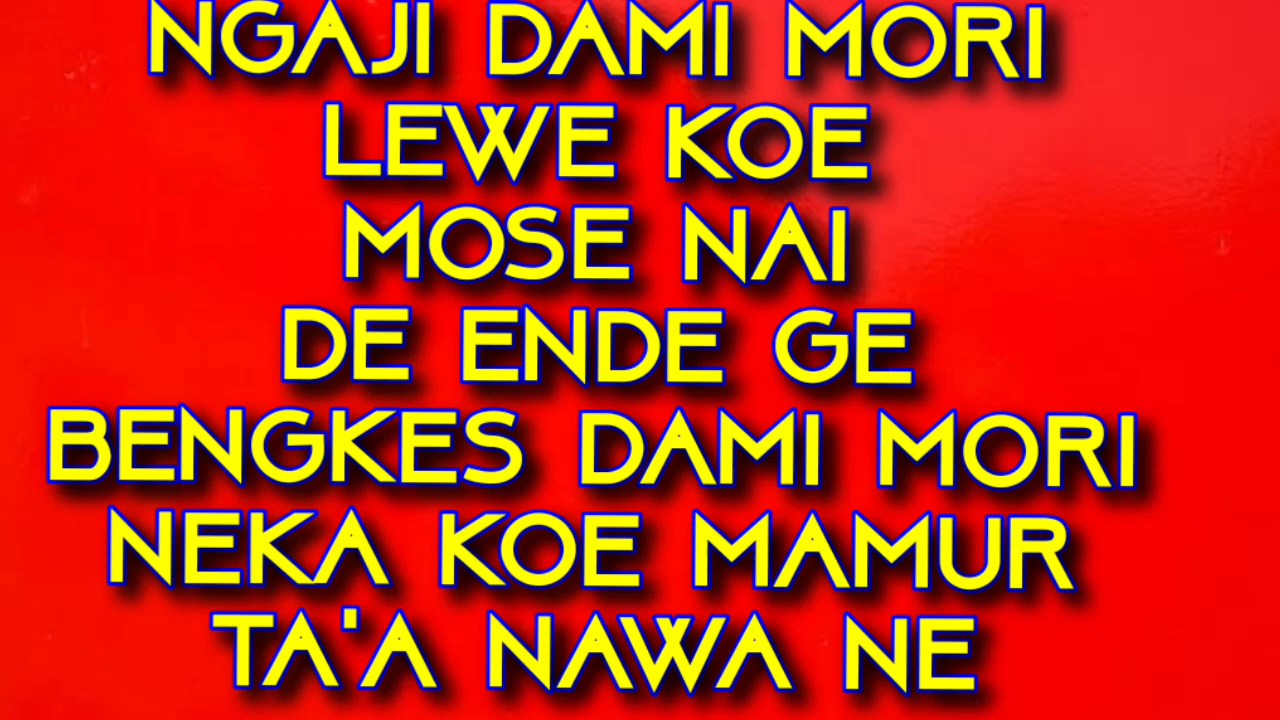 NGAJI DAMI MORI
LEWE KOE
MOSE NAI
DE ENDE GE
BENGKES DAMI MORI
NEKA KOE MAMUR
TA'A NAWA NE